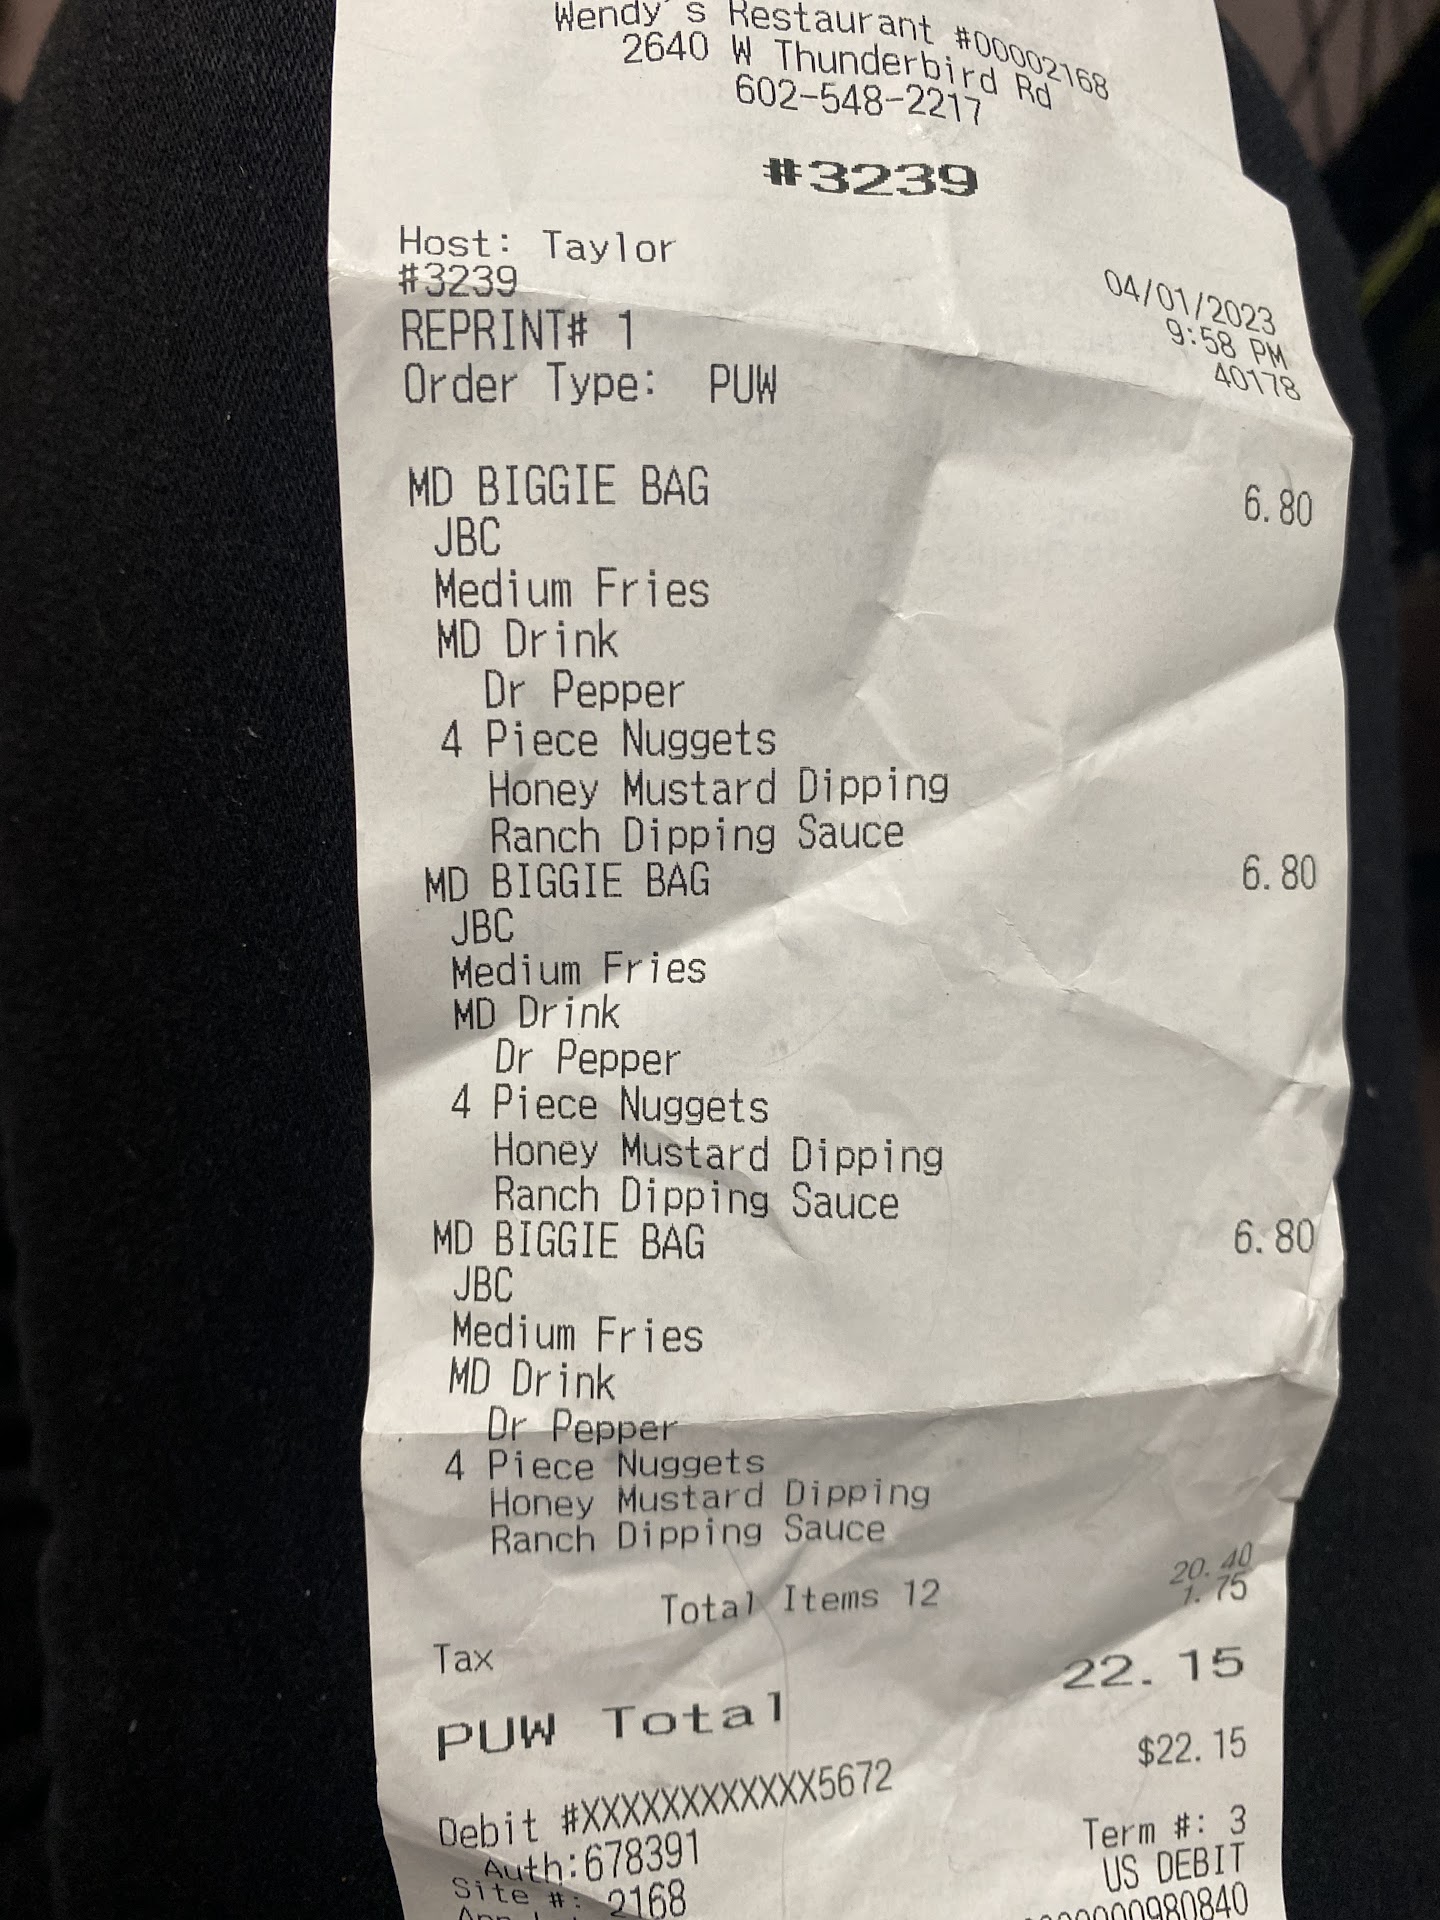 Wendy's Restaurant #00002168
2640 W Thunderbird Rd
602-548-2217
#3239
Host: Taylor
#3239 04/01/2023
REPRINT# 1 9:58 PM
Order Type: PUW 40178
MD BIGGIE BAG 6.80
JBC
Medium Fries
MD Drink
Dr Pepper
4 Piece Nuggets
Honey Mustard Dipping
Ranch Dipping Sauce
MD BIGGIE BAG 6.80
JBC
Medium Fries
MD Drink
Dr Pepper
4 Piece Nuggets
Honey Mustard Dipping
Ranch Dipping Sauce
MD BIGGIE BAG 6.80
JBC
Medium Fries
MD Drink
Dr Pepper
4 Piece Nuggets
Honey Mustard Dipping
Ranch Dipping Sauce
Total Items 12 20.40
Tax 1.75
PUW Total 22.15
Debit #XXXXXXXXXXXX5672 $22.15
Auth:678391 Term #: 3
Site #: 2168 US DEBIT